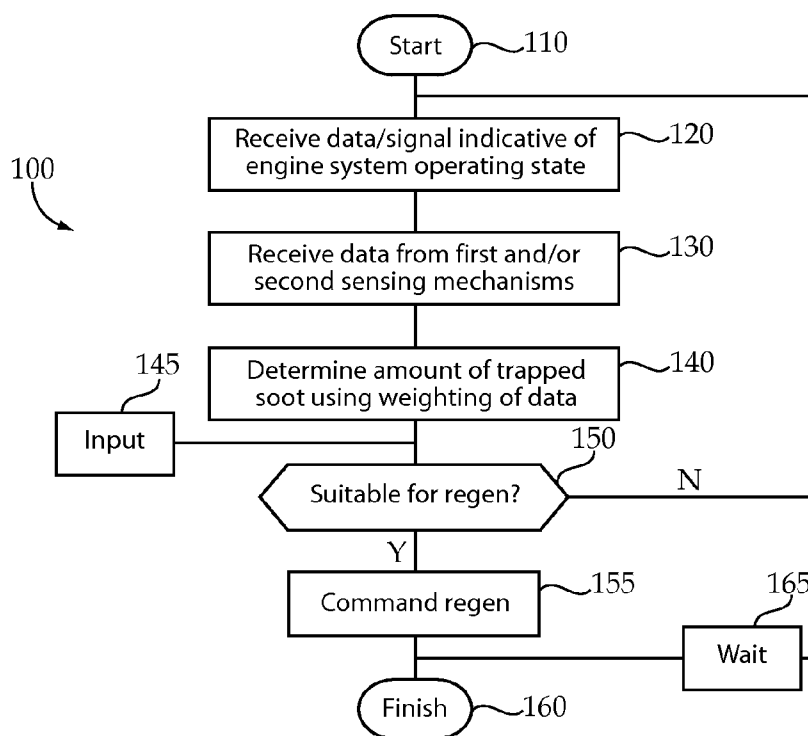 Start
110
100
Receive data/signal indicative of
engine system operating state
120
Receive data from first and/or
second sensing mechanisms
130
Determine amount of trapped
soot using weighting of data
140
145
Input
150
Suitable for regen?
N
Y
Command regen
155
165
Wait
Finish
160